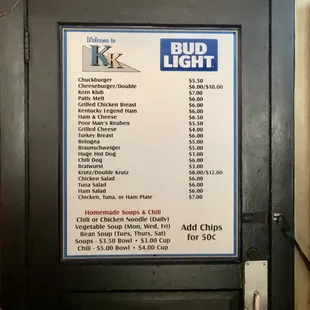 Welcome to
KK
BUD LIGHT
Chuckburger $5.50
Cheeseburger/Double $6.00/$10.00
Kern Klub $7.00
Patty Melt $6.00
Grilled Chicken Breast $6.00
Kentucky Legend Ham $6.00
Ham & Cheese $6.50
Poor Man's Reuben $5.50
Grilled Cheese $4.00
Turkey Breast $6.00
Bologna $5.00
Braunschweiger $5.00
Huge Hot Dog $3.00
Chili Dog $6.00
Bratwurst $3.00
Krutz/Double Krutz $8.00/$12.00
Chicken Salad $6.00
Tuna Salad $6.00
Ham Salad $6.00
Chicken, Tuna, or Ham Plate $7.00
Homemade Soups & Chili
Chili or Chicken Noodle (Daily)
Vegetable Soup (Mon, Wed, Fri)
Bean Soup (Tues, Thurs, Sat)
Soups - $3.50 Bowl • $3.00 Cup
Chili - $5.00 Bowl • $4.00 Cup
Add Chips
for 50¢